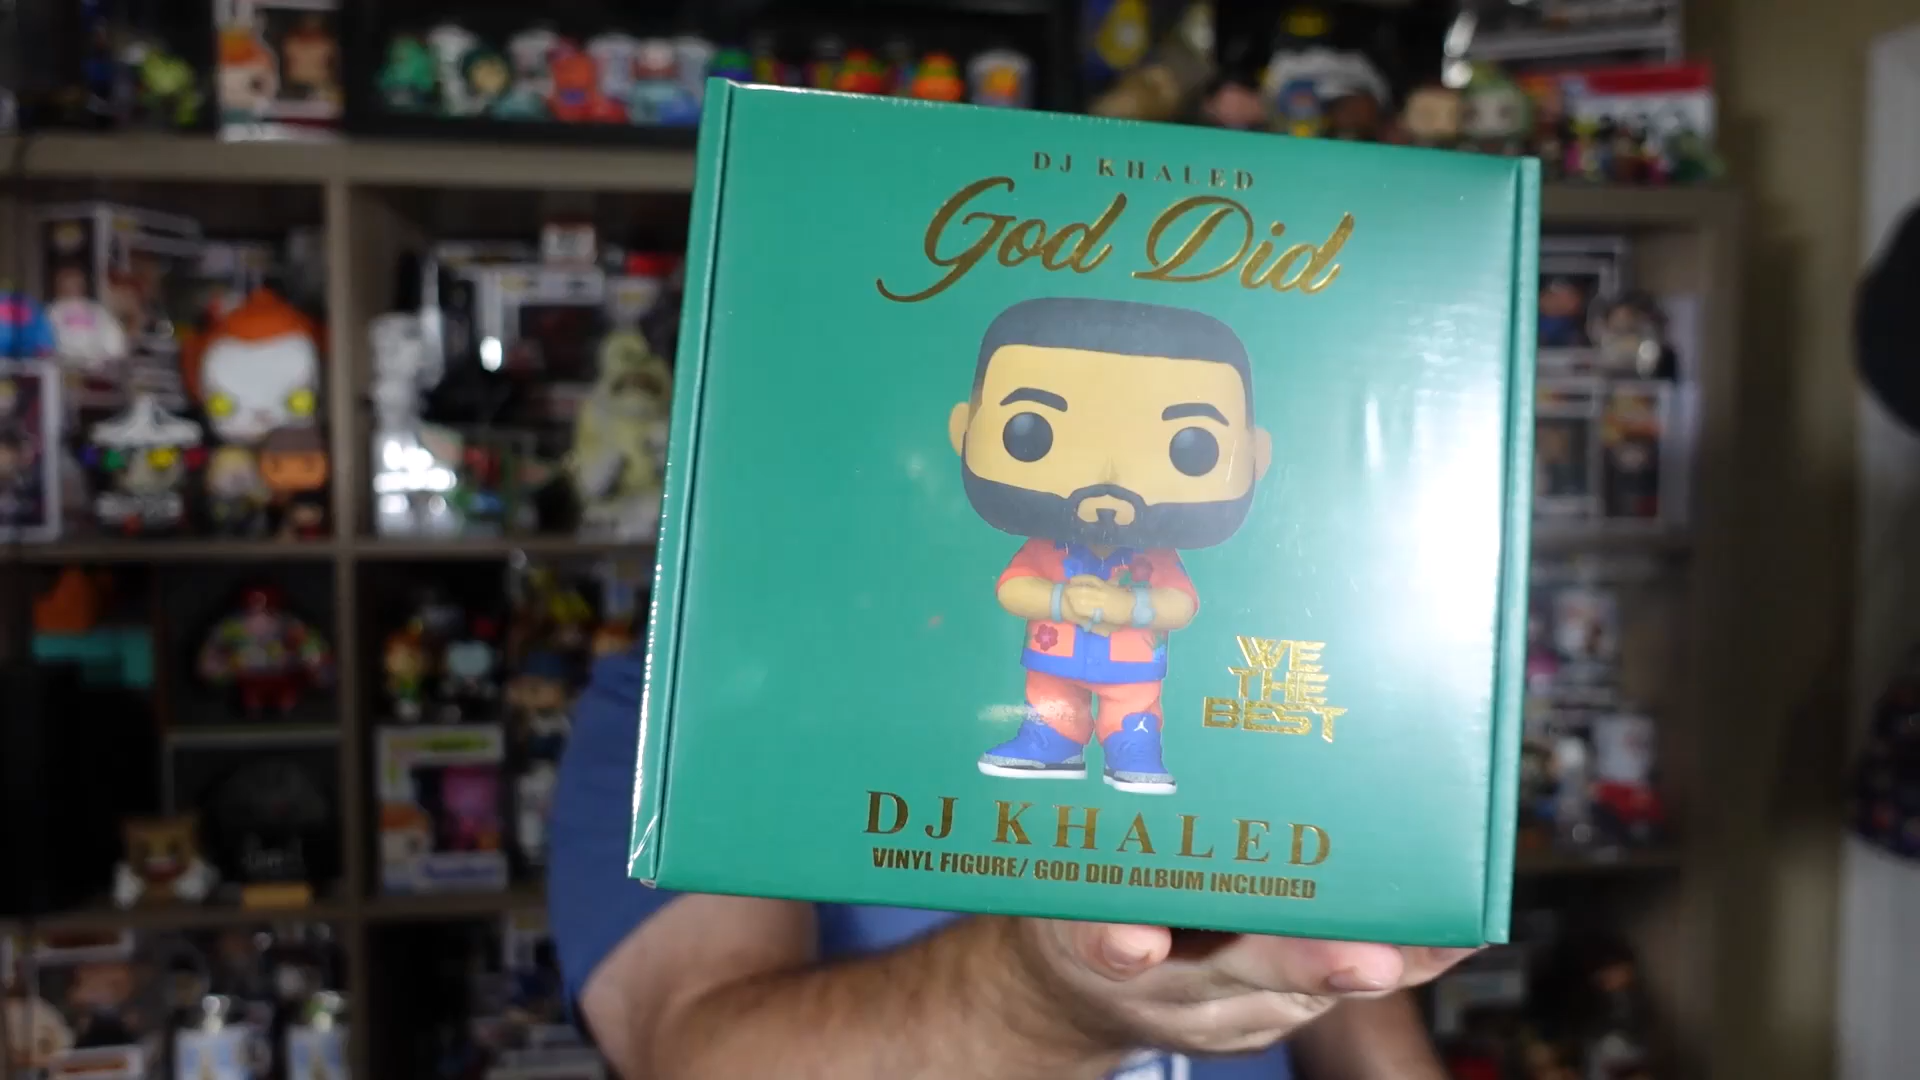 DJ KHALED
God Did
WE
THE
BEST
DJ KHALED
VINYL FIGURE/ GOD DID ALBUM INCLUDED